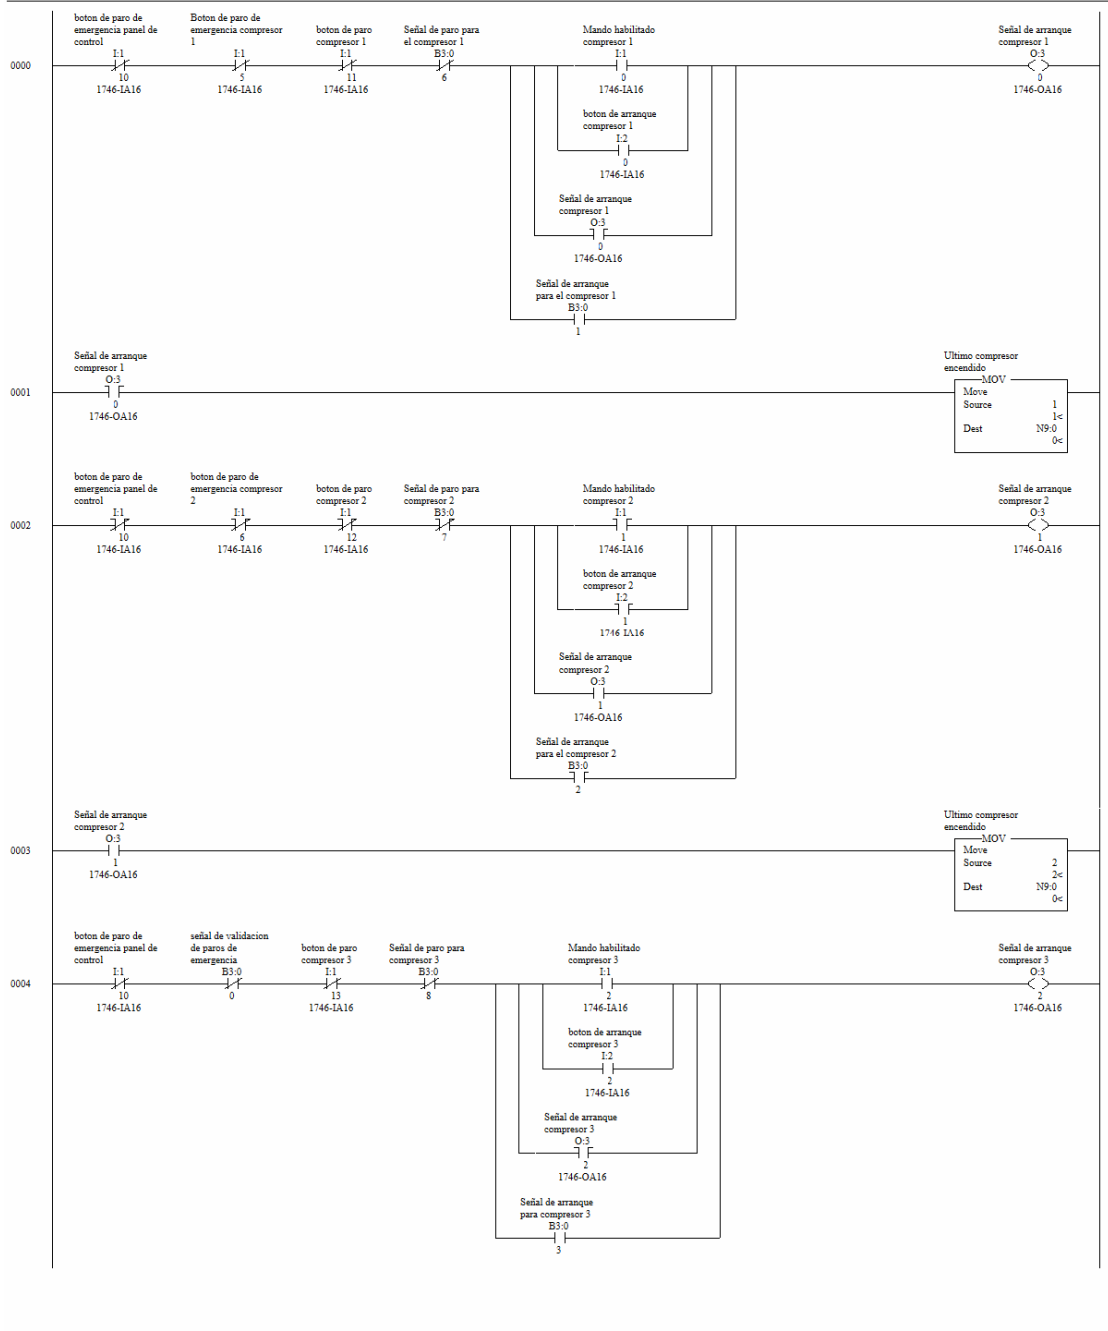 boton de paro de
emergencia panel de
control
I:1
10
1746-IA16
Boton de paro de
emergencia compresor
1
I:1
5
1746-IA16
boton de paro
compresor 1
I:1
11
1746-IA16
Señal de paro para
el compresor 1
B3:0
6
Mando habilitado
compresor 1
I:1
0
1746-IA16
Señal de arranque
compresor 1
O:3
0
1746-OA16
0000
boton de arranque
compresor 1
I:2
0
1746-IA16
Señal de arranque
compresor 1
O:3
0
1746-OA16
Señal de arranque
para el compresor 1
B3:0
1
0001
Señal de arranque
compresor 1
O:3
0
1746-OA16
Ultimo compresor
encendido
MOV
Move
Source 1
1<
Dest N9:0
0<
0002
boton de paro de
emergencia panel de
control
I:1
10
1746-IA16
boton de paro de
emergencia compresor
2
I:1
6
1746-IA16
boton de paro
compresor 2
I:1
12
1746-IA16
Señal de paro para
compresor 2
B3:0
7
Mando habilitado
compresor 2
I:1
1
1746-IA16
Señal de arranque
compresor 2
O:3
1
1746-OA16
boton de arranque
compresor 2
I:2
1
1746-IA16
Señal de arranque
compresor 2
O:3
1
1746-OA16
Señal de arranque
para el compresor 2
B3:0
2
0003
Señal de arranque
compresor 2
O:3
1
1746-OA16
Ultimo compresor
encendido
MOV
Move
Source 2
2<
Dest N9:0
0<
0004
boton de paro de
emergencia panel de
control
I:1
10
1746-IA16
señal de validacion
de paros de
emergencia
B3:0
0
boton de paro
compresor 3
I:1
13
1746-IA16
Señal de paro para
compresor 3
B3:0
8
Mando habilitado
compresor 3
I:1
2
1746-IA16
Señal de arranque
compresor 3
O:3
2
1746-OA16
boton de arranque
compresor 3
I:2
2
1746-IA16
Señal de arranque
compresor 3
O:3
2
1746-OA16
Señal de arranque
para compresor 3
B3:0
3